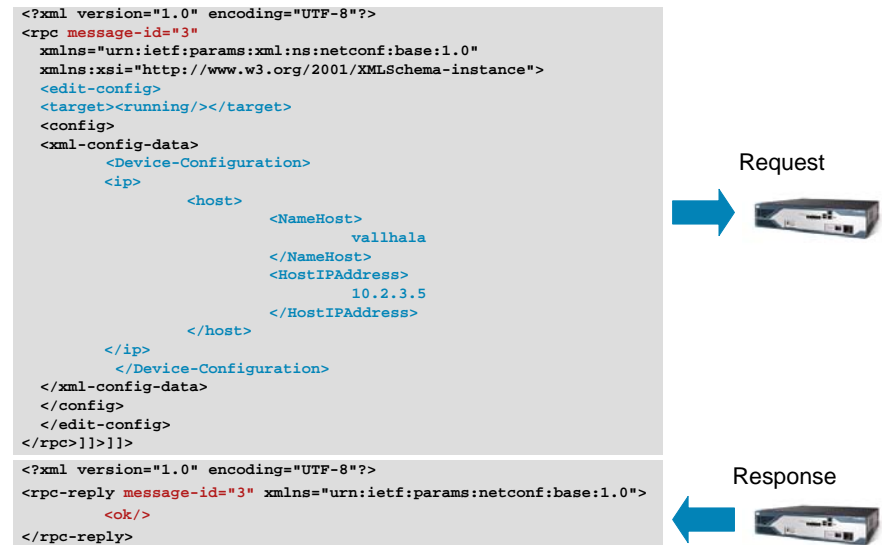 <?xml version="1.0" encoding="UTF-8"?>
<rpc message-id="3"
xmlns="urn:ietf:params:xml:ns:netconf:base:1.0"
xmlns:xsi="http://www.w3.org/2001/XMLSchema-instance">
<edit-config>
<target><running/></target>
<config>
<xml-config-data>
<Device-Configuration>
<ip>
<host>
<NameHost>
vallhala
</NameHost>
<HostIPAddress>
10.2.3.5
</HostIPAddress>
</host>
</ip>
</Device-Configuration>
</xml-config-data>
</config>
</edit-config>
</rpc>]]>]]>
Request
<?xml version="1.0" encoding="UTF-8"?>
<rpc-reply message-id="3" xmlns="urn:ietf:params:netconf:base:1.0">
<ok/>
</rpc-reply>
Response